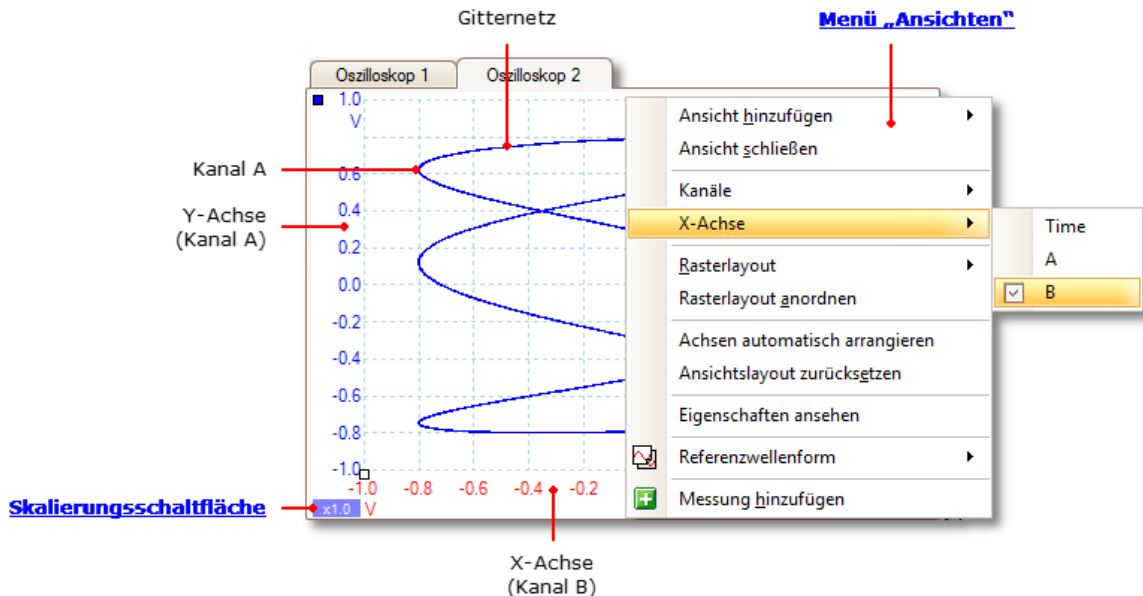 Gitternetz
Menü „Ansichten“
Oszilloskop 1
Oszilloskop 2
1.0
V
0.6
0.4
0.2
0.0
-0.2
-0.4
-0.6
-0.8
-1.0
Kanal A
Y-Achse
(Kanal A)
-1.0 -0.8 -0.6 -0.4 -0.2
x1.0 V
Skalierungsschaltfläche
X-Achse
(Kanal B)
Ansicht hinzufügen
Ansicht schließen
Kanäle
X-Achse
Rasterlayout
Rasterlayout anordnen
Achsen automatisch arrangieren
Ansichtslayout zurücksetzen
Eigenschaften ansehen
Referenzwellenform
Messung hinzufügen
Time
A
B